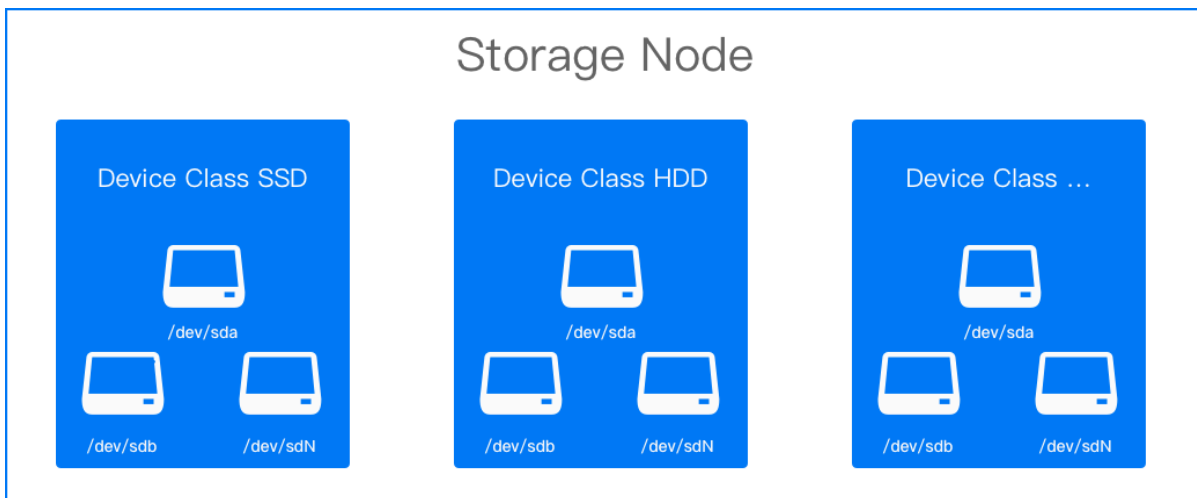 Storage Node
Device Class SSD
/dev/sda
/dev/sdb
/dev/sdN
Device Class HDD
/dev/sda
/dev/sdb
/dev/sdN
Device Class ...
/dev/sda
/dev/sdb
/dev/sdN